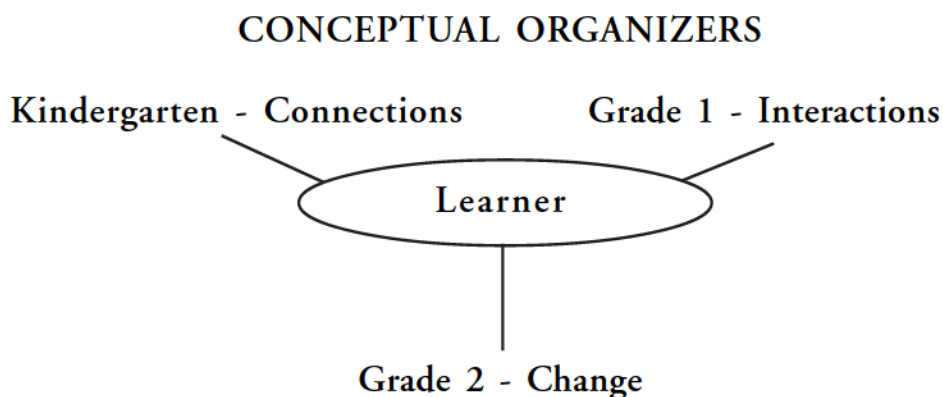 CONCEPTUAL ORGANIZERS
Kindergarten - Connections
Grade 1 - Interactions
Learner
Grade 2 - Change